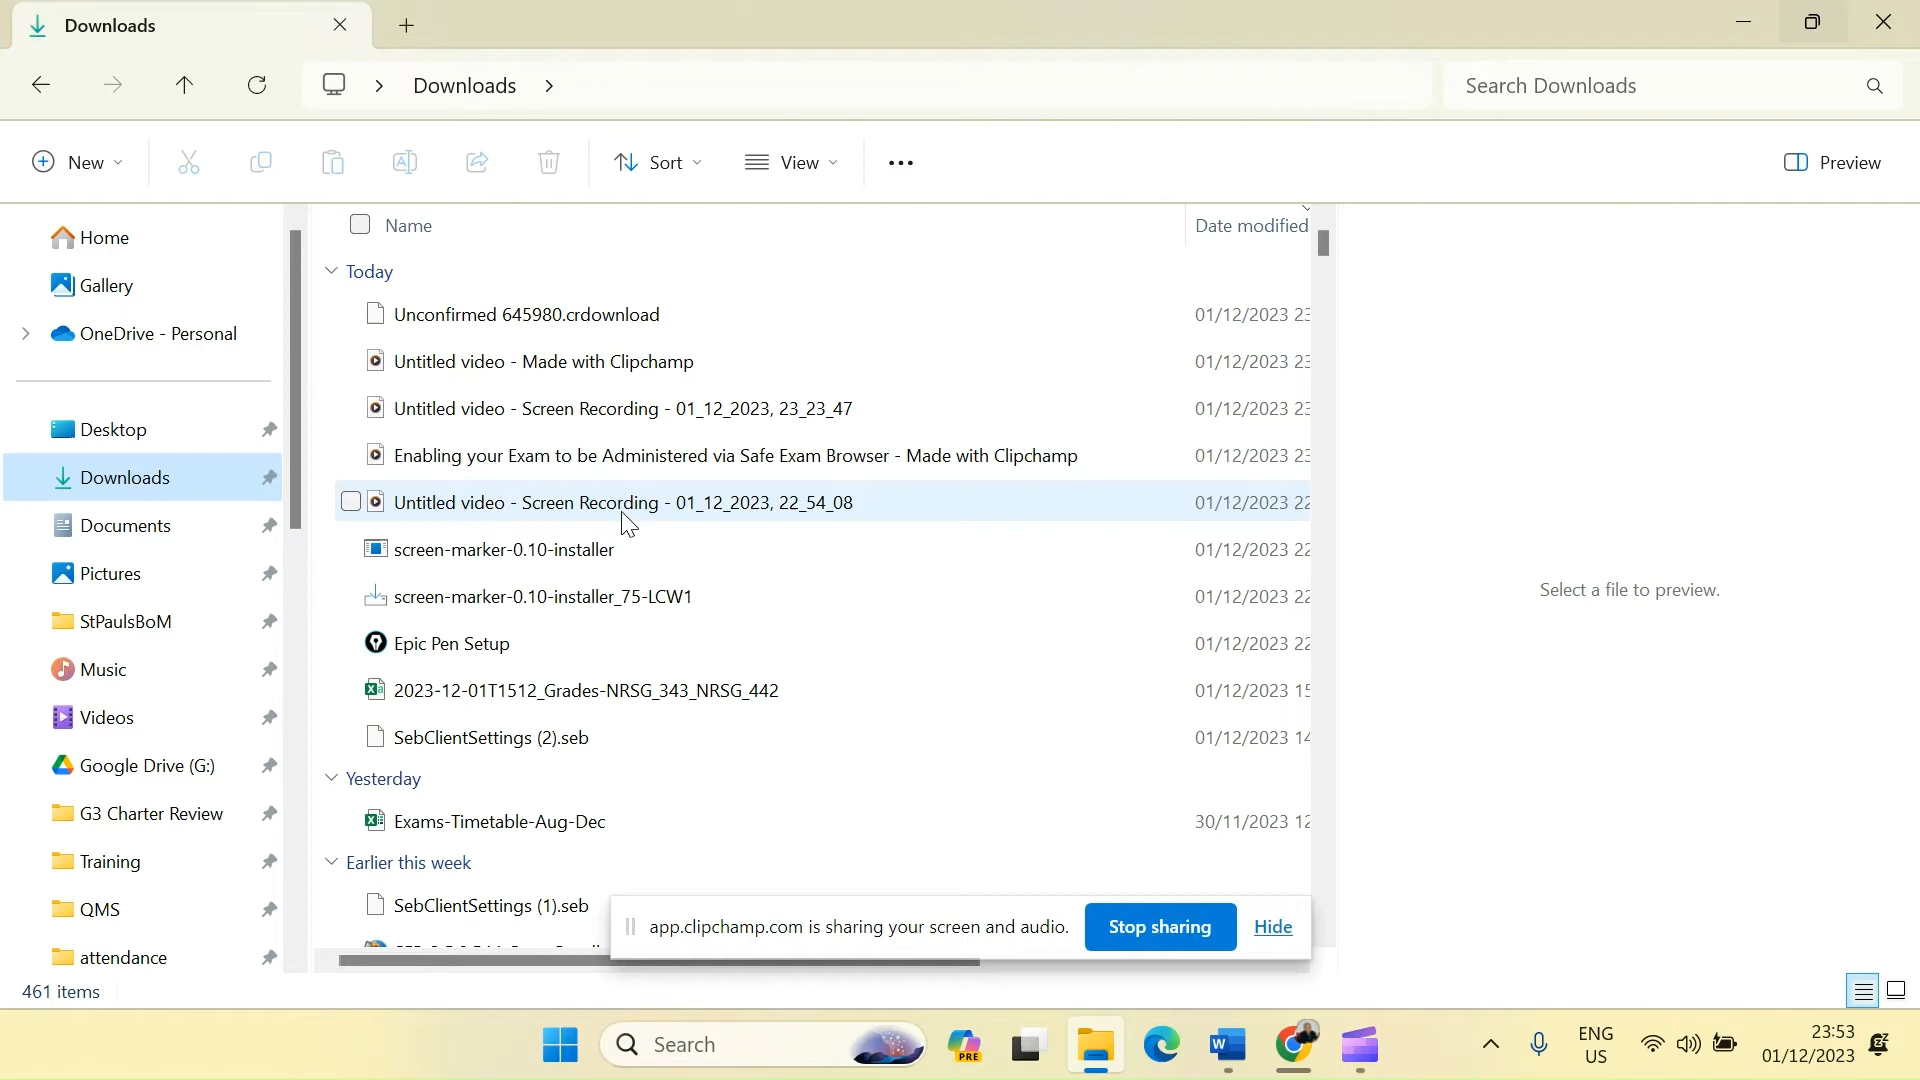 Downloads
Downloads
Search Downloads
New
Sort
View
Preview
Home
Gallery
OneDrive - Personal
Desktop
Downloads
Documents
Pictures
StPaulsBoM
Music
Videos
Google Drive (G:)
G3 Charter Review
Training
QMS
attendance
Name
Date modified
Today
Unconfirmed 645980.crdownload
01/12/2023 23
Untitled video - Made with Clipchamp
01/12/2023 23
Untitled video - Screen Recording - 01_12_2023, 23_23_47
01/12/2023 23
Enabling your Exam to be Administered via Safe Exam Browser - Made with Clipchamp
01/12/2023 23
Untitled video - Screen Recording - 01_12_2023, 22_54_08
01/12/2023 22
screen-marker-0.10-installer
01/12/2023 22
screen-marker-0.10-installer_75-LCW1
01/12/2023 22
Epic Pen Setup
01/12/2023 22
2023-12-01T1512_Grades-NRSG_343_NRSG_442
01/12/2023 15
SebClientSettings (2).seb
01/12/2023 14
Yesterday
Exams-Timetable-Aug-Dec
30/11/2023 12
Earlier this week
SebClientSettings (1).seb
Select a file to preview.
app.clipchamp.com is sharing your screen and audio.
Stop sharing
Hide
461 items
Search
PRE
ENG
US
23:53
01/12/2023